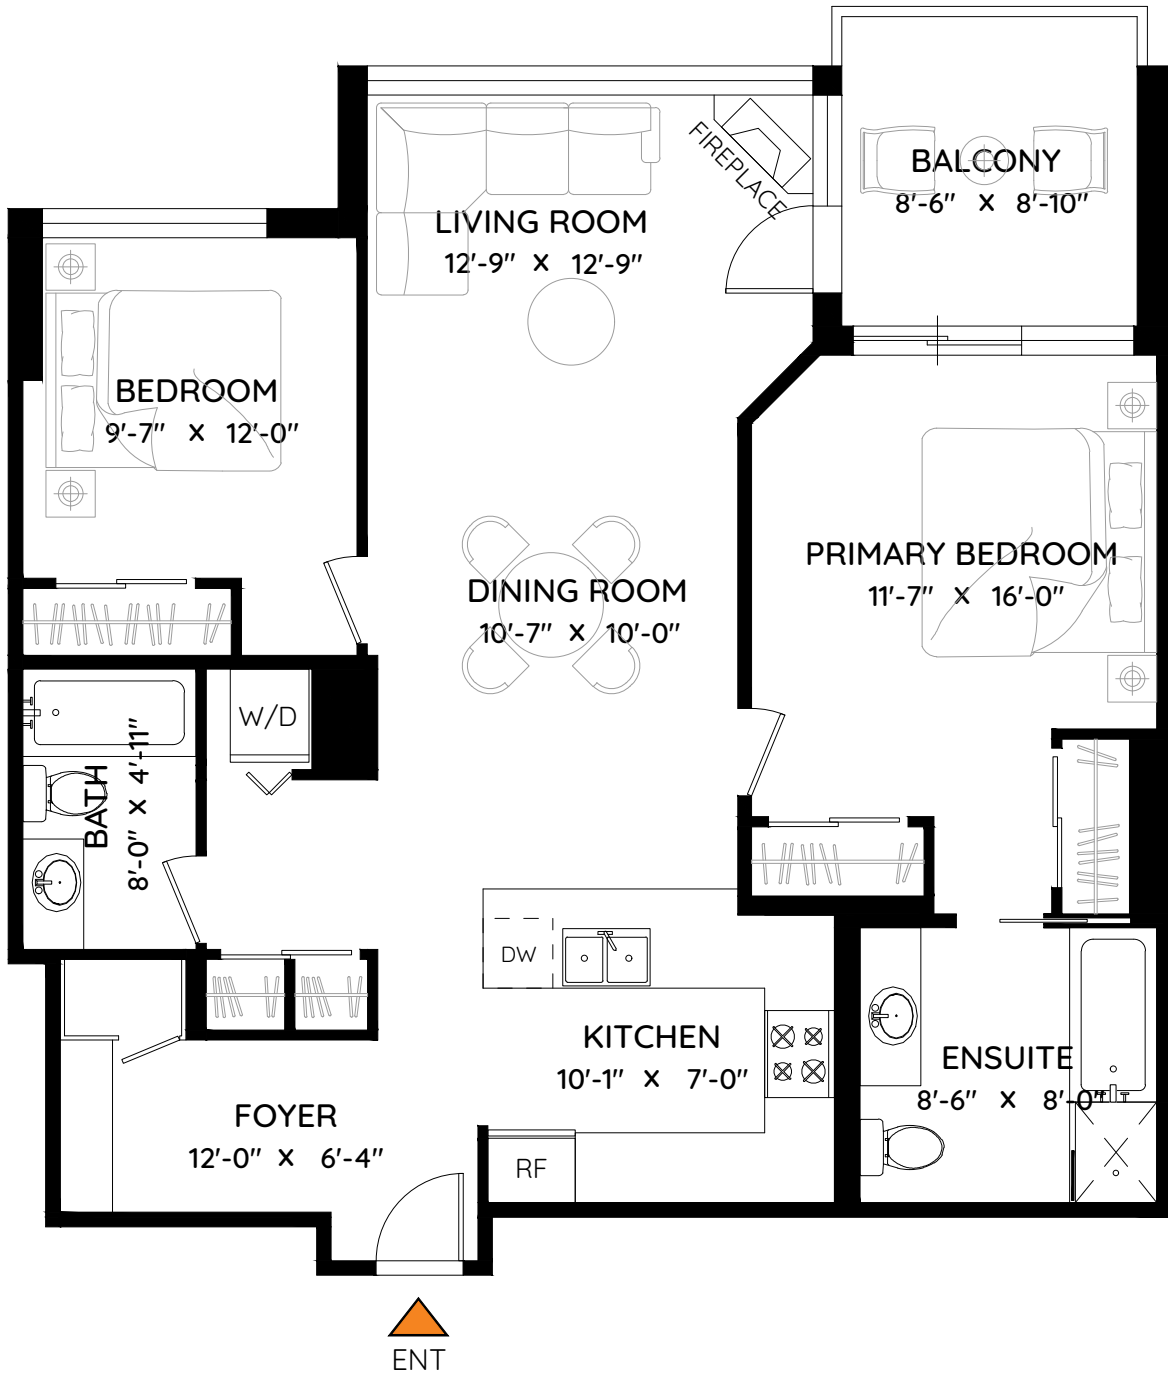 BALCONY
8'-6" X 8'-10"
FIREPLACE
LIVING ROOM
12'-9" X 12'-9"
BEDROOM
9'-7" X 12'-0"
PRIMARY BEDROOM
11'-7" X 16'-0"
DINING ROOM
10'-7" X 10'-0"
W/D
BATH
8'-0" X 4'-11"
DW
KITCHEN
10'-1" X 7'-0"
ENSUITE
8'-6" X 8'-0"
FOYER
12'-0" X 6'-4"
RF
ENT